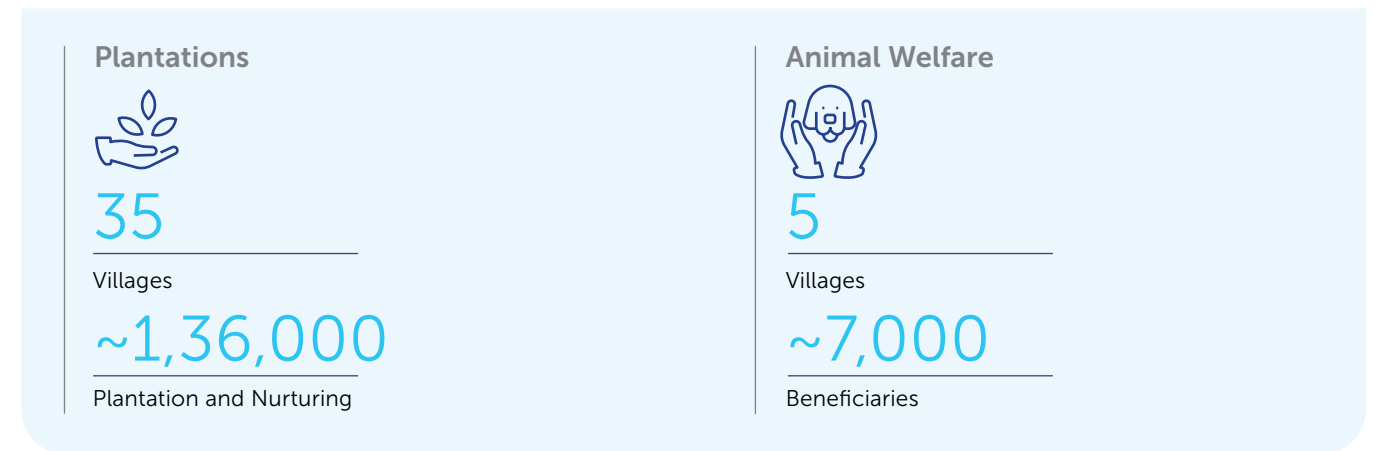 Plantations
35
Villages
~1,36,000
Plantation and Nurturing
Animal Welfare
5
Villages
~7,000
Beneficiaries